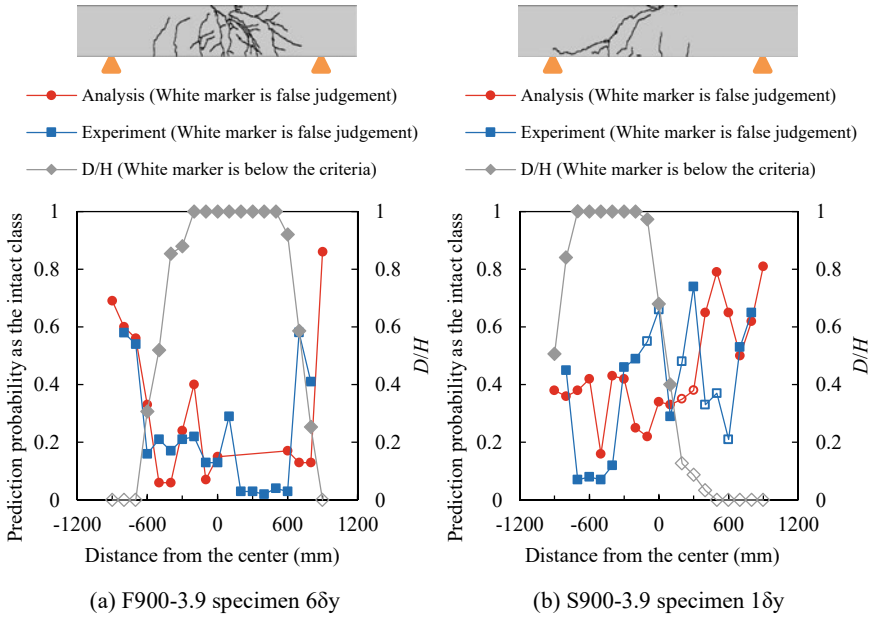 Analysis (White marker is false judgement)
Experiment (White marker is false judgement)
D/H (White marker is below the criteria)
Prediction probability as the intact class
1
0.8
0.6
0.4
0.2
0
1
0.8
0.6
0.4
0.2
0
D/H
-1200 -600 0 600 1200
Distance from the center (mm)
(a) F900-3.9 specimen 6δy
Analysis (White marker is false judgement)
Experiment (White marker is false judgement)
D/H (White marker is below the criteria)
Prediction probability as the intact class
1
0.8
0.6
0.4
0.2
0
1
0.8
0.6
0.4
0.2
0
D/H
-1200 -600 0 600 1200
Distance from the center (mm)
(b) S900-3.9 specimen 1δy